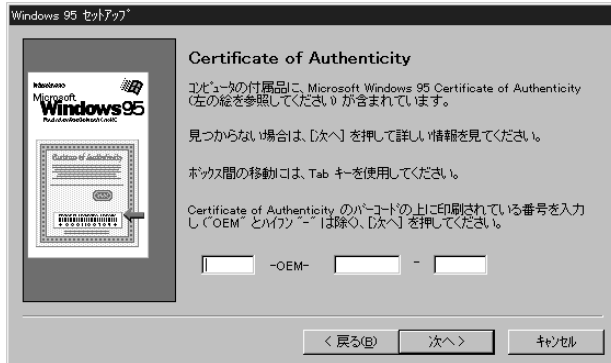 Windows 95 セットアップ
Microsoft
Windows95
Certificate of Authenticity
コンピュータの付属品に、Microsoft Windows 95 Certificate of Authenticity
(左の絵を参照してください) が含まれています。
見つからない場合は、[次へ] を押して詳しい情報を見てください。
ボックス間の移動には、Tab キーを使用してください。
Certificate of Authenticity のバーコードの上に印刷されている番号を入力
し ("OEM" とハイフン "-" は除く)、[次へ] を押してください。
-OEM- -
< 戻る(B) 次へ > キャンセル